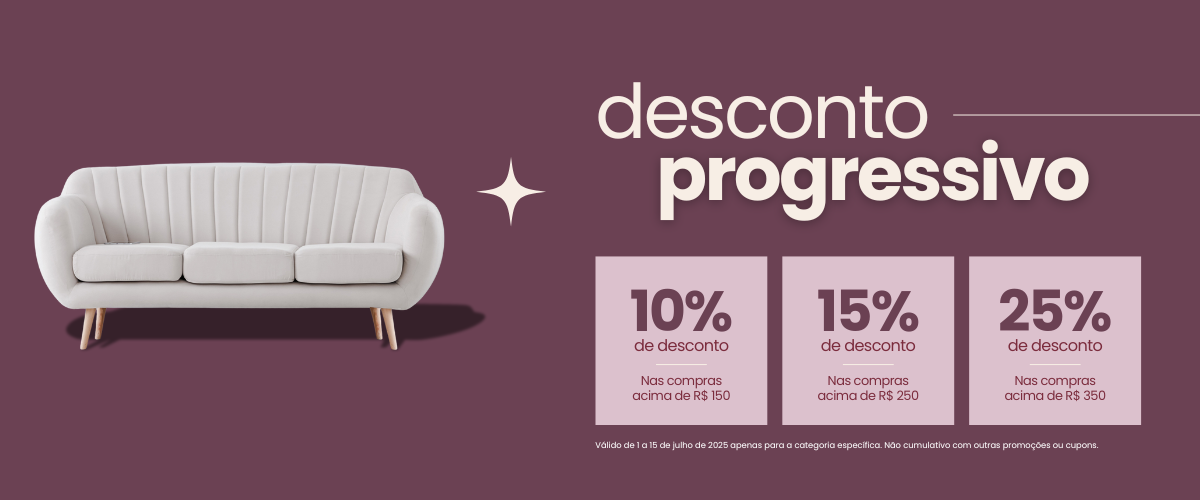 desconto
progressivo
10%
de desconto
Nas compras
acima de R$ 150
15%
de desconto
Nas compras
acima de R$ 250
25%
de desconto
Nas compras
acima de R$ 350
Válido de 1 a 15 de julho de 2025 apenas para a categoria específica. Não cumulativo com outras promoções ou cupons.